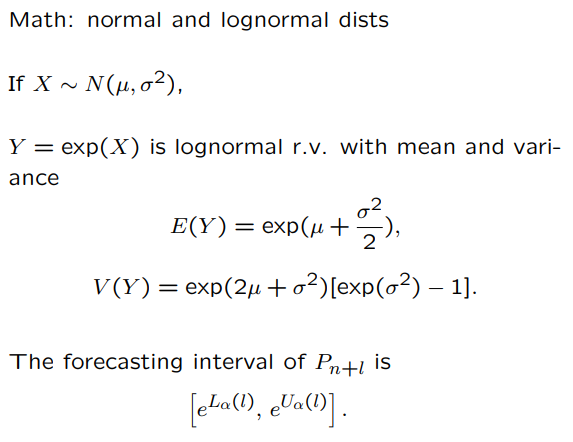 Math: normal and lognormal dists
If X ∼ N(μ, σ²),
Y = exp(X) is lognormal r.v. with mean and vari-
ance
E(Y) = exp(μ + σ²/2),
V(Y) = exp(2μ + σ²)[exp(σ²) − 1].
The forecasting interval of Pₙ₊ₗ is
[e^{L_α(l)}, e^{U_α(l)}].